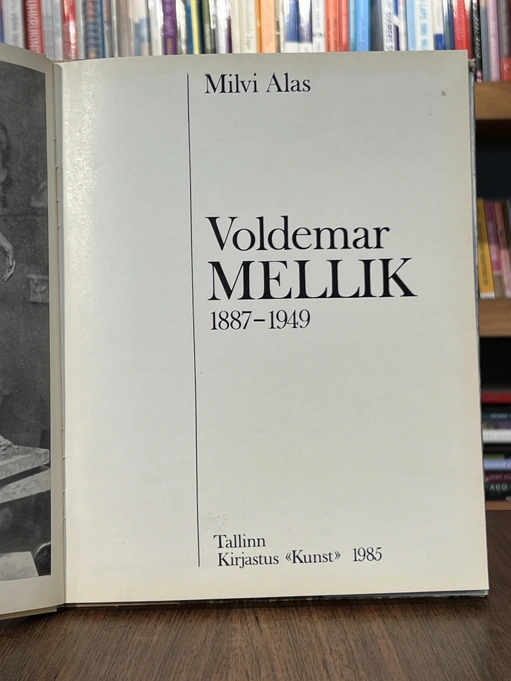 Milvi Alas
Voldemar
MELLIK
1887–1949
Tallinn
Kirjastus «Kunst» 1985